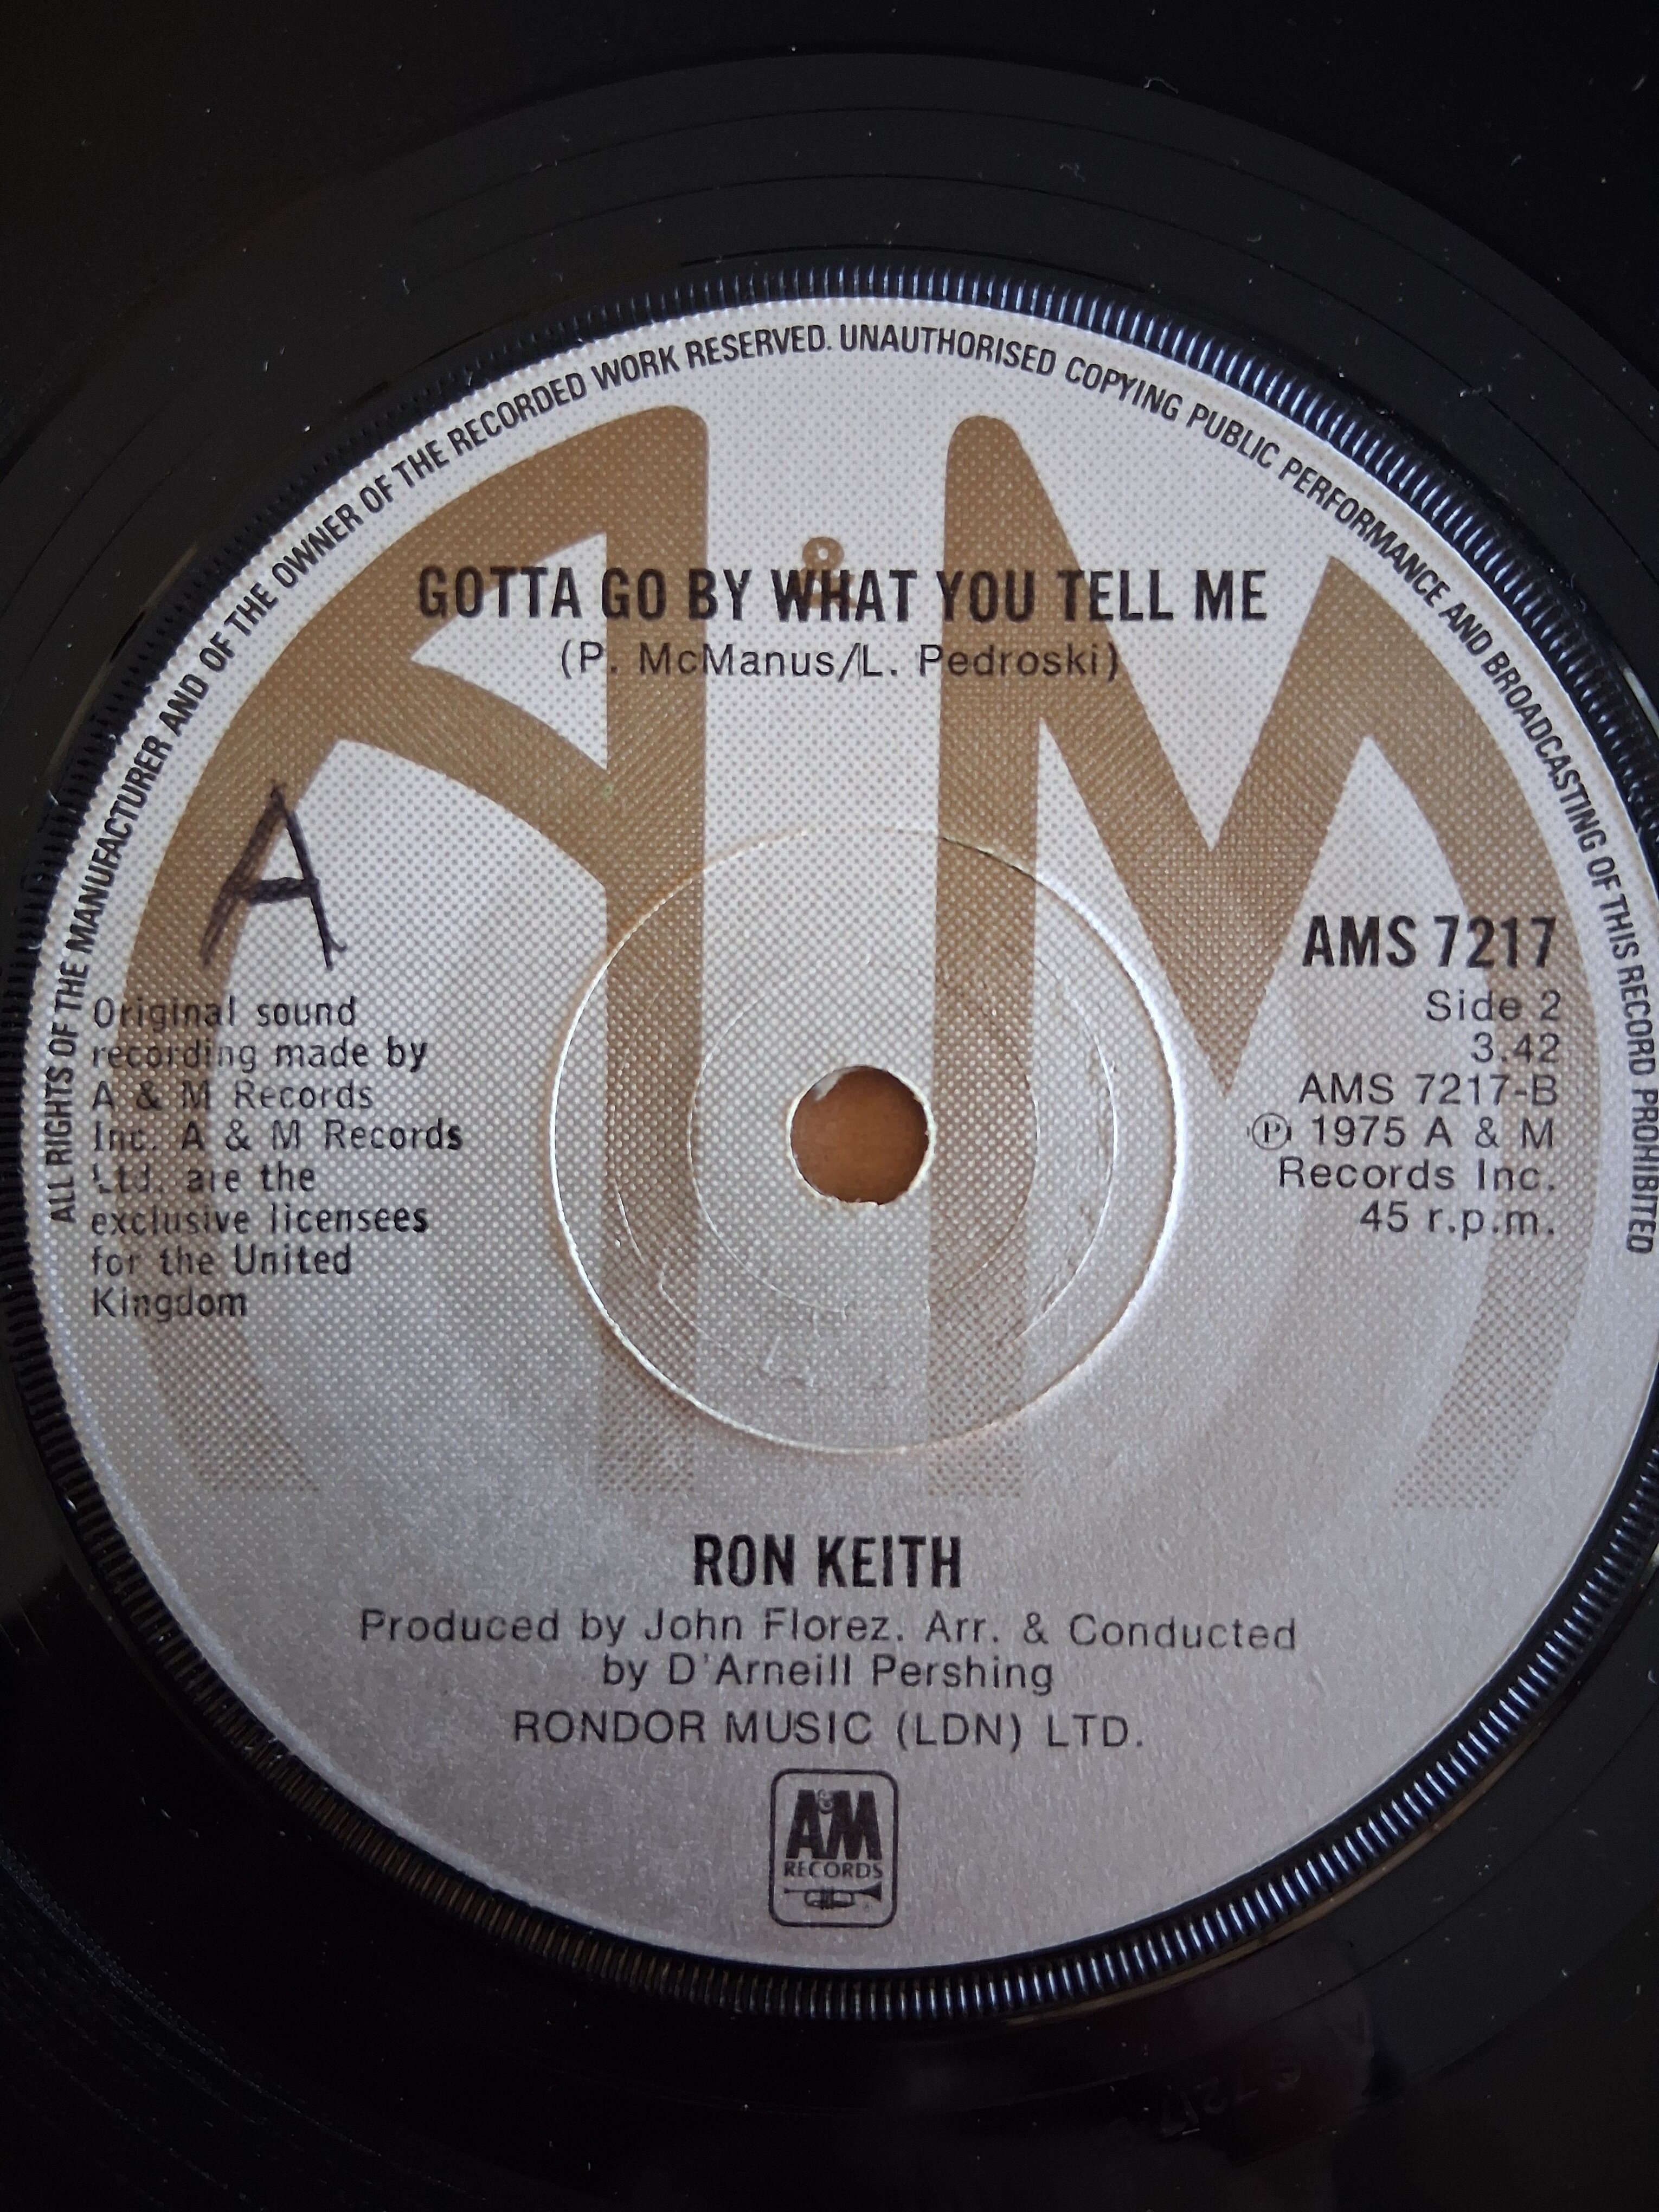 ALL RIGHTS OF THE MANUFACTURER AND OF THE OWNER OF THE RECORDED WORK RESERVED. UNAUTHORISED COPYING PUBLIC PERFORMANCE AND BROADCASTING OF THIS RECORD PROHIBITED
A&M
GOTTA GO BY WHAT YOU TELL ME
(P. McManus/L. Pedroski)
A
Original sound
recording made by
A & M Records
Inc. A & M Records
Ltd. are the
exclusive licensees
for the United
Kingdom
AMS 7217
Side 2
3.42
AMS 7217-B
℗ 1975 A & M
Records Inc.
45 r.p.m.
RON KEITH
Produced by John Florez. Arr. & Conducted
by D'Arneill Pershing
RONDOR MUSIC (LDN) LTD.
A&M
RECORDS